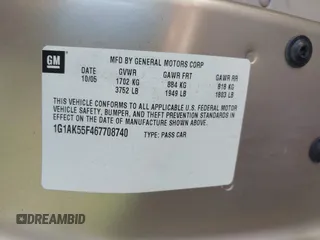 GM
MFD BY GENERAL MOTORS CORP
DATE GVWR GAWR FRT GAWR RR
10/05 1702 KG 884 KG 818 KG
3752 LB 1949 LB 1803 LB
THIS VEHICLE CONFORMS TO ALL APPLICABLE U.S. FEDERAL MOTOR
VEHICLE SAFETY, BUMPER, AND THEFT PREVENTION STANDARDS IN
EFFECT ON THE DATE OF MANUFACTURE SHOWN ABOVE.
1G1AK55F467708740 TYPE: PASS CAR
DREAMBID